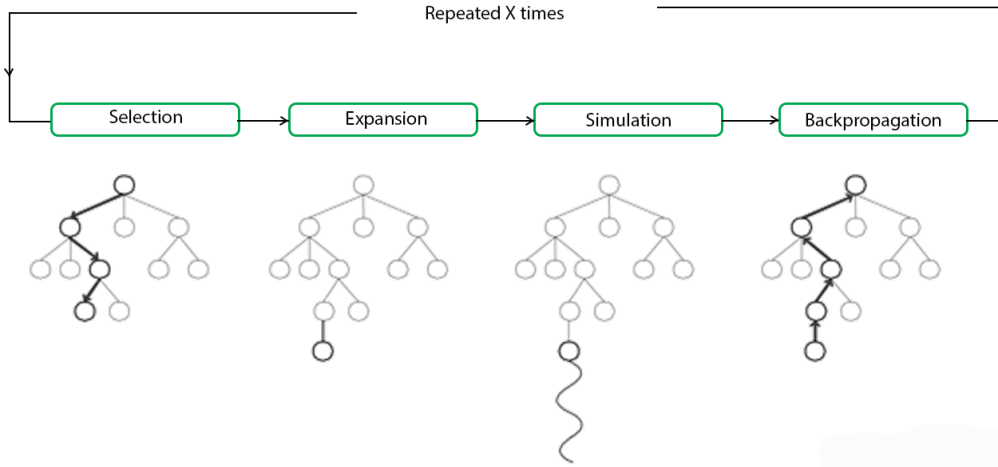 Repeated X times
Selection
Expansion
Simulation
Backpropagation